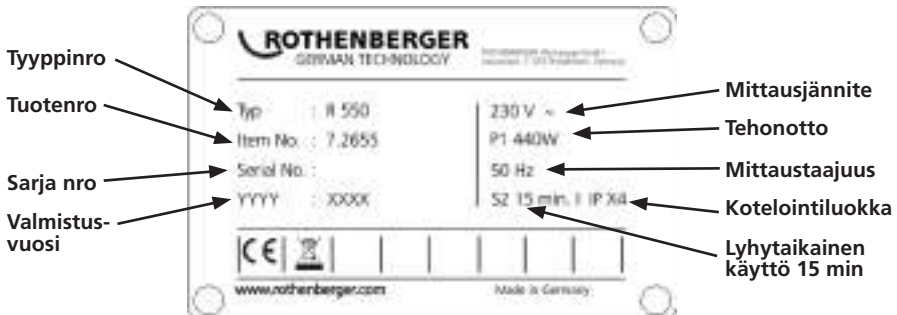 ROTHENBERGER
GERMAN TECHNOLOGY
Tyyppinro
Tuotenro
Sarja nro
Valmistus-
vuosi
Typ : R 550
Item No. : 7.2655
Serial No. :
YYYY : XXXX
230 V ~
P1 440W
50 Hz
S2 15 min. I IP X4
Mittausjännite
Tehonotto
Mittaustaajuus
Kotelointiluokka
Lyhytaikainen
käyttö 15 min
CE
www.rothenberger.com
Made in Germany